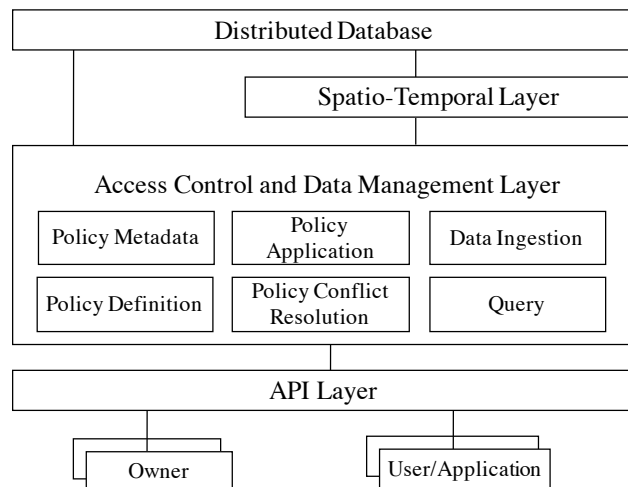 Distributed Database
Spatio-Temporal Layer
Access Control and Data Management Layer
Policy Metadata
Policy
Application
Data Ingestion
Policy Definition
Policy Conflict
Resolution
Query
API Layer
Owner
User/Application